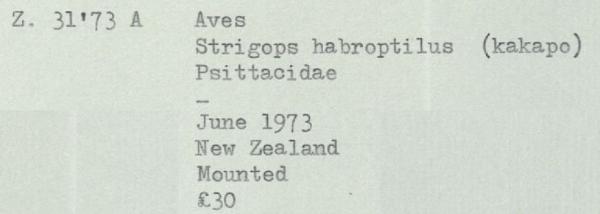 Z. 31'73 A Aves
Strigops habroptilus (kakapo)
Psittacidae
–
June 1973
New Zealand
Mounted
£30